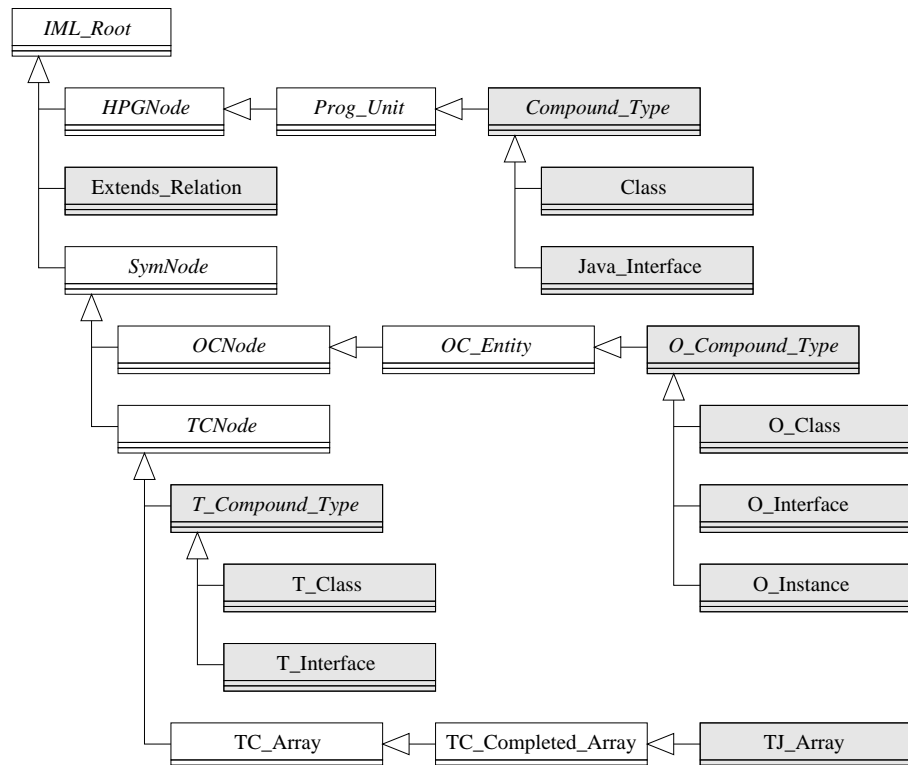 IML_Root
HPGNode
Prog_Unit
Compound_Type
Extends_Relation
Class
SymNode
Java_Interface
OCNode
OC_Entity
O_Compound_Type
TCNode
O_Class
T_Compound_Type
O_Interface
T_Class
O_Instance
T_Interface
TC_Array
TC_Completed_Array
TJ_Array